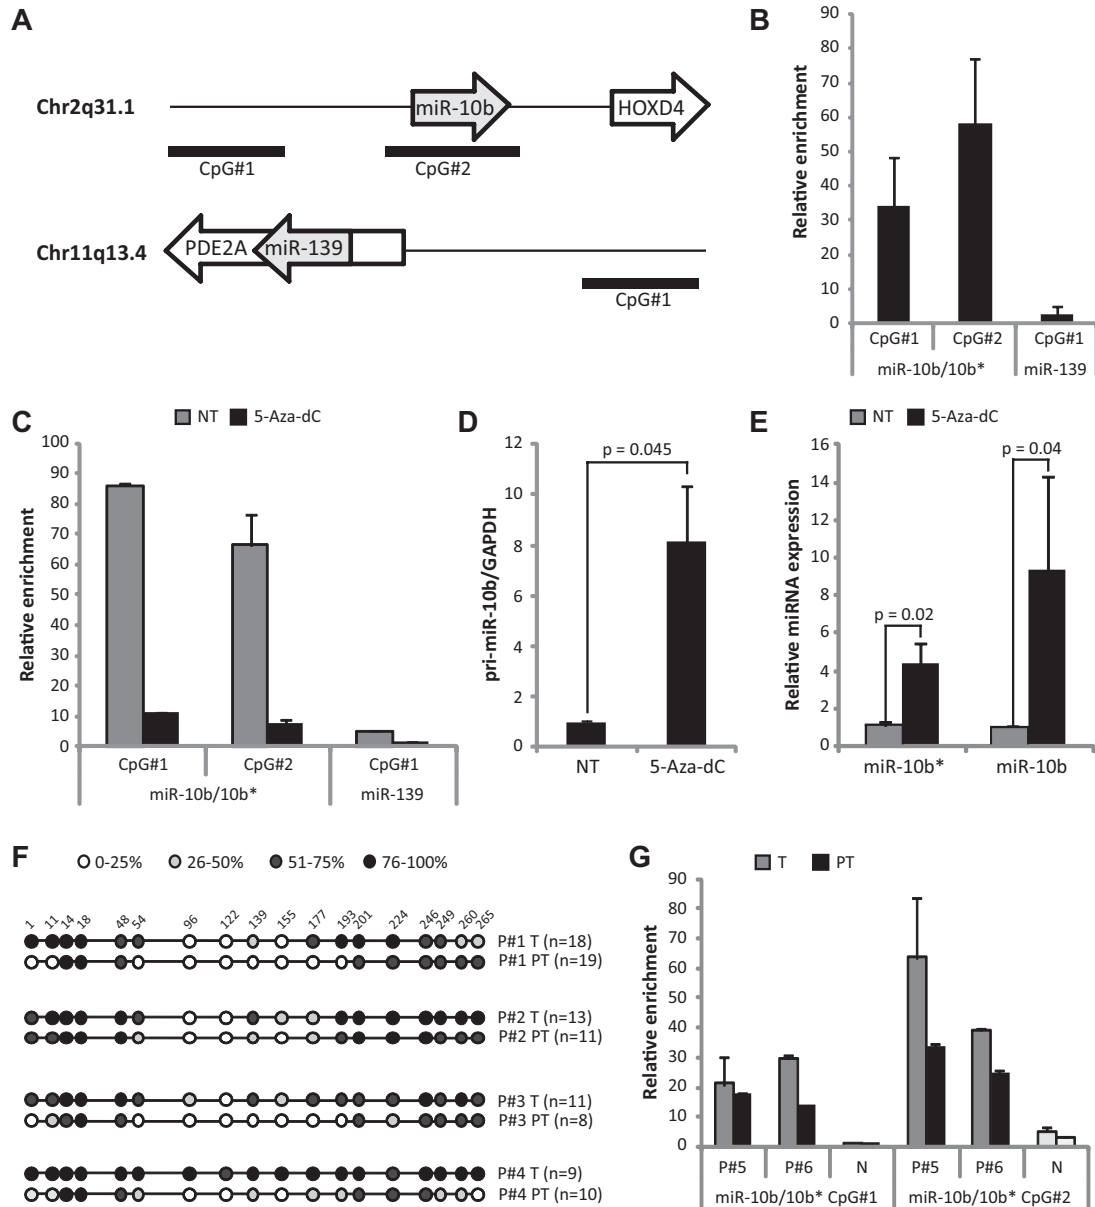 A
Chr2q31.1
miR-10b
HOXD4
CpG#1
CpG#2
Chr11q13.4
PDE2A
miR-139
CpG#1
B
Relative enrichment
90
80
70
60
50
40
30
20
10
0
CpG#1
CpG#2
CpG#1
miR-10b/10b*
miR-139
C
NT
5-Aza-dC
Relative enrichment
100
90
80
70
60
50
40
30
20
10
0
CpG#1
CpG#2
CpG#1
miR-10b/10b*
miR-139
D
pri-miR-10b/GAPDH
12
10
8
6
4
2
0
p = 0.045
NT
5-Aza-dC
E
NT
5-Aza-dC
Relative miRNA expression
16
14
12
10
8
6
4
2
0
p = 0.02
p = 0.04
miR-10b*
miR-10b
F
0-25%
26-50%
51-75%
76-100%
1 11 14 18 48 54 96 122 139 155 177 193 201 224 246 249 260 265
P#1 T (n=18)
P#1 PT (n=19)
P#2 T (n=13)
P#2 PT (n=11)
P#3 T (n=11)
P#3 PT (n=8)
P#4 T (n=9)
P#4 PT (n=10)
G
T
PT
Relative enrichment
90
80
70
60
50
40
30
20
10
0
P#5
P#6
N
P#5
P#6
N
miR-10b/10b* CpG#1
miR-10b/10b* CpG#2